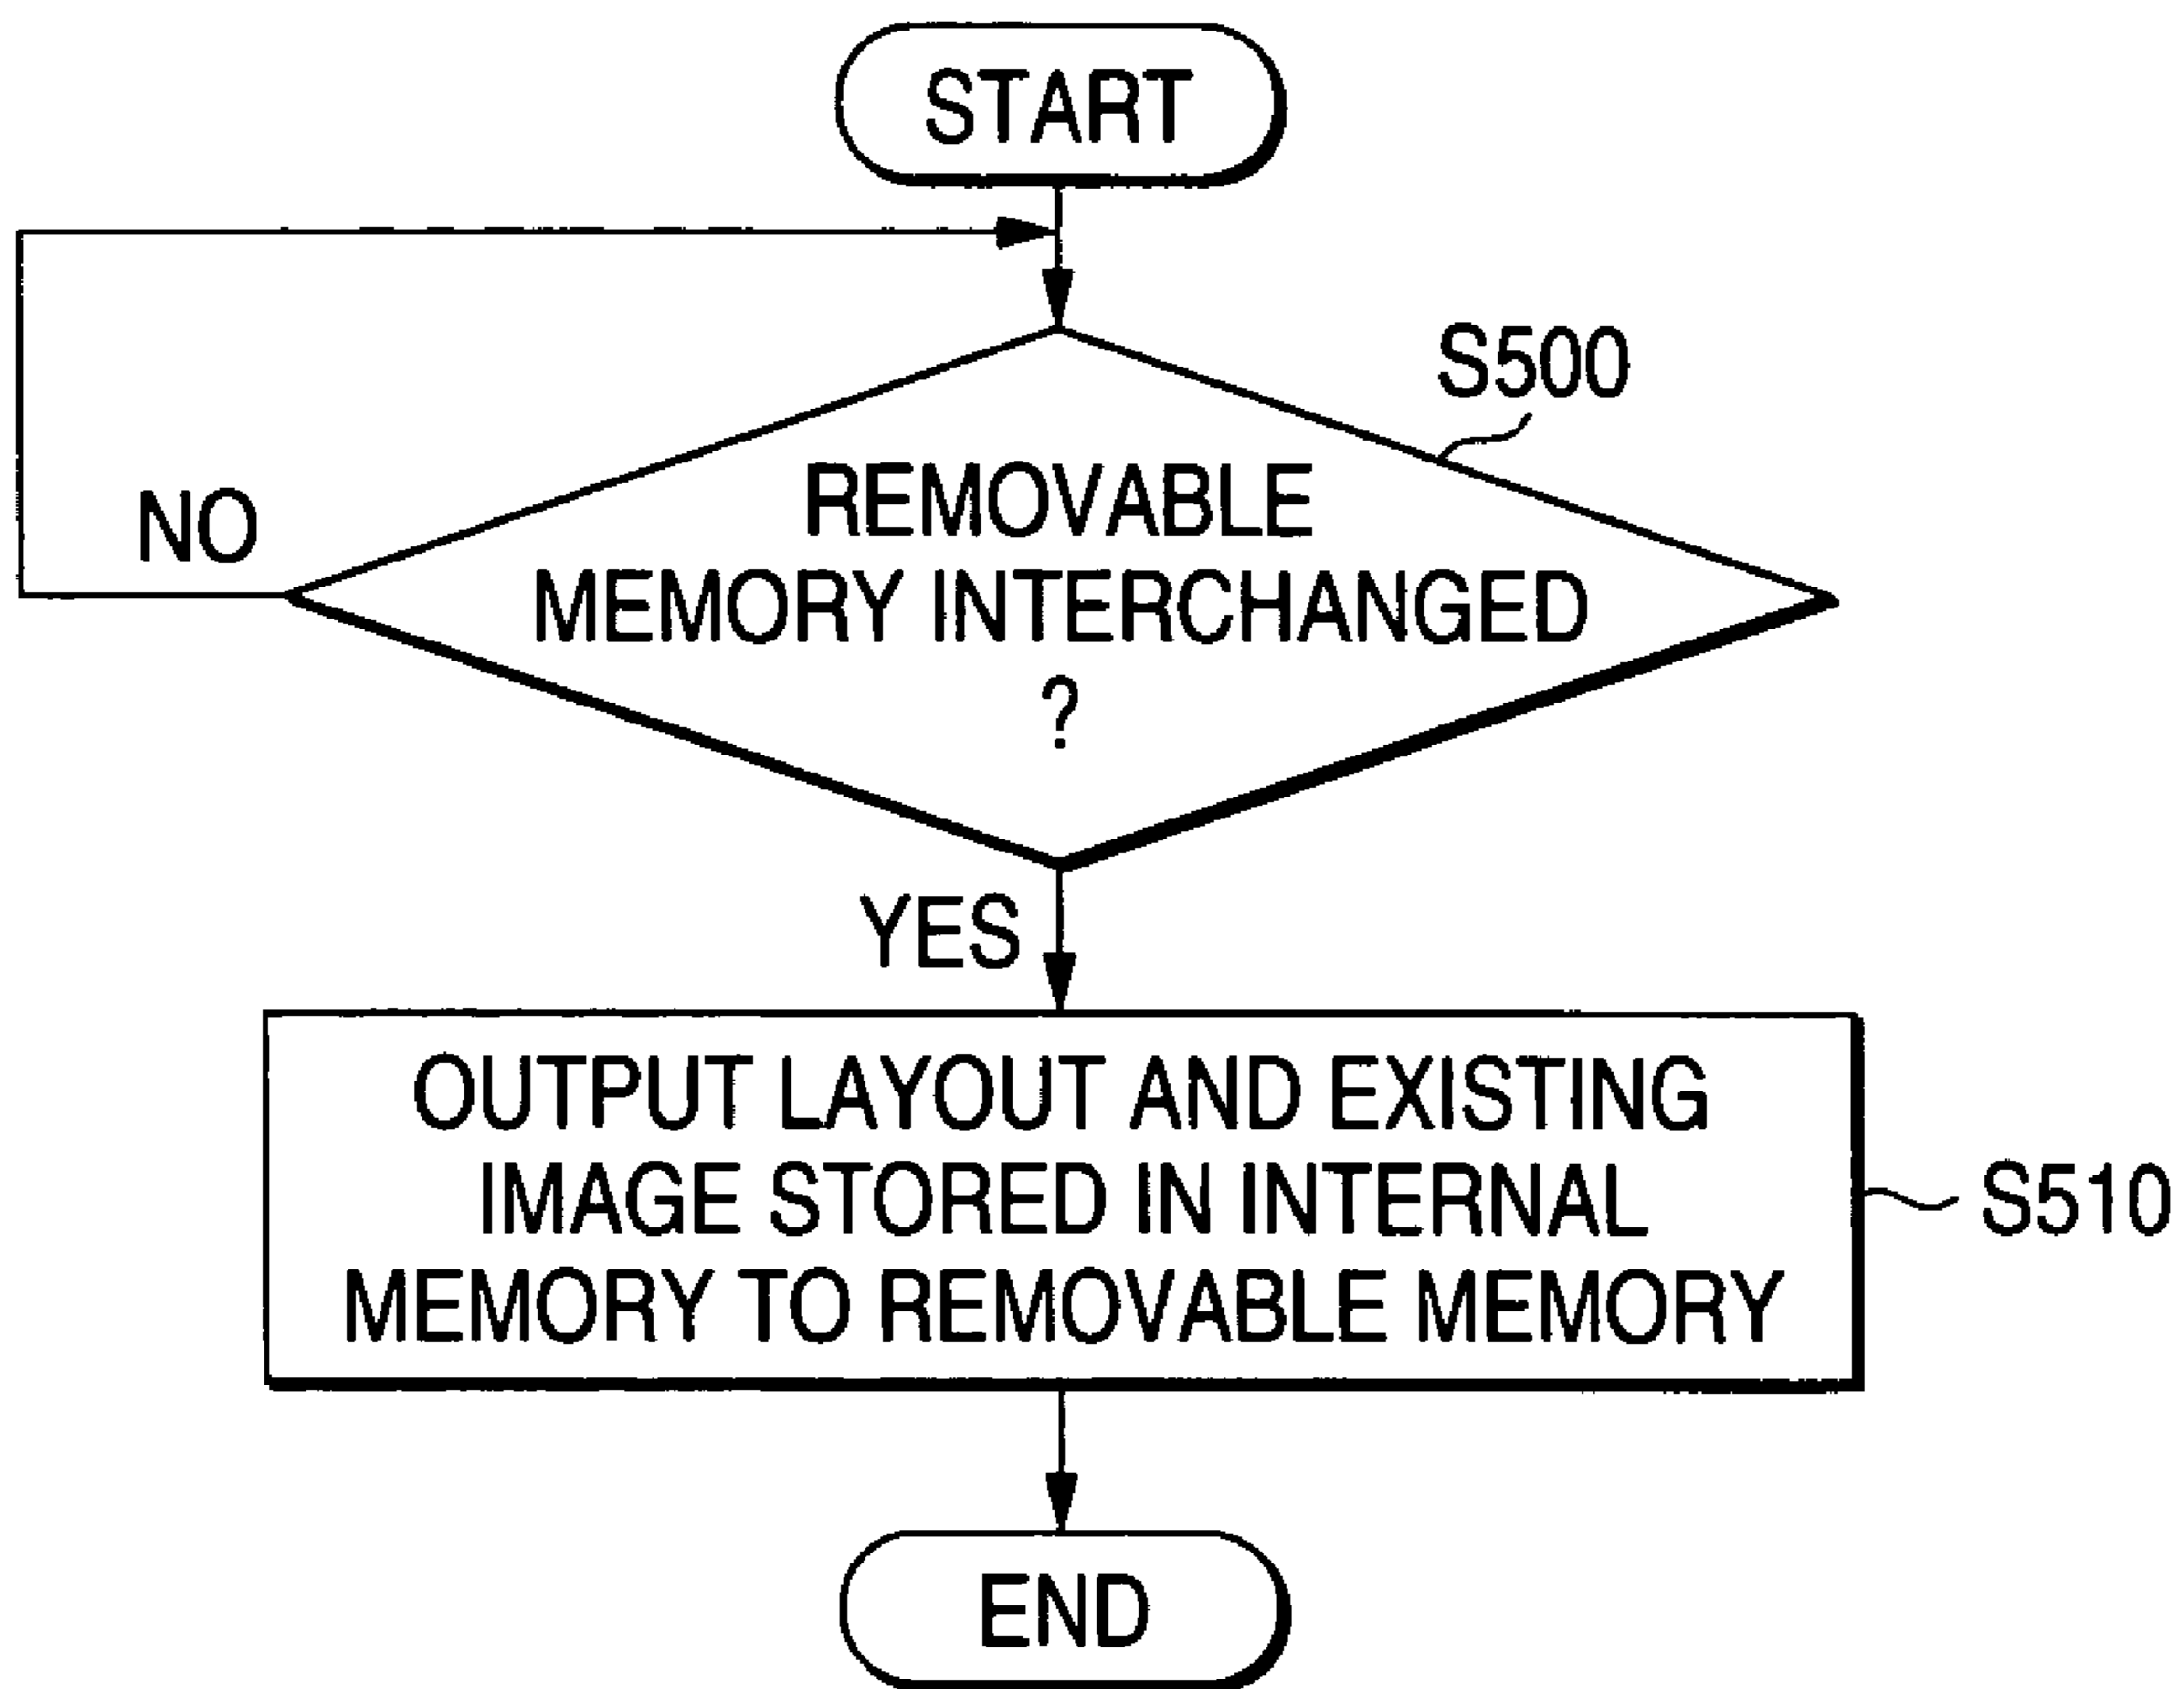 START
S500
REMOVABLE
MEMORY INTERCHANGED
?
NO
YES
OUTPUT LAYOUT AND EXISTING
IMAGE STORED IN INTERNAL
MEMORY TO REMOVABLE MEMORY
S510
END